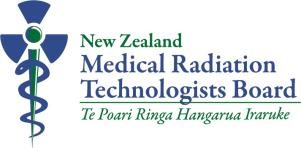 New Zealand
Medical Radiation
Technologists Board
Te Poari Ringa Hangarua Iraruke